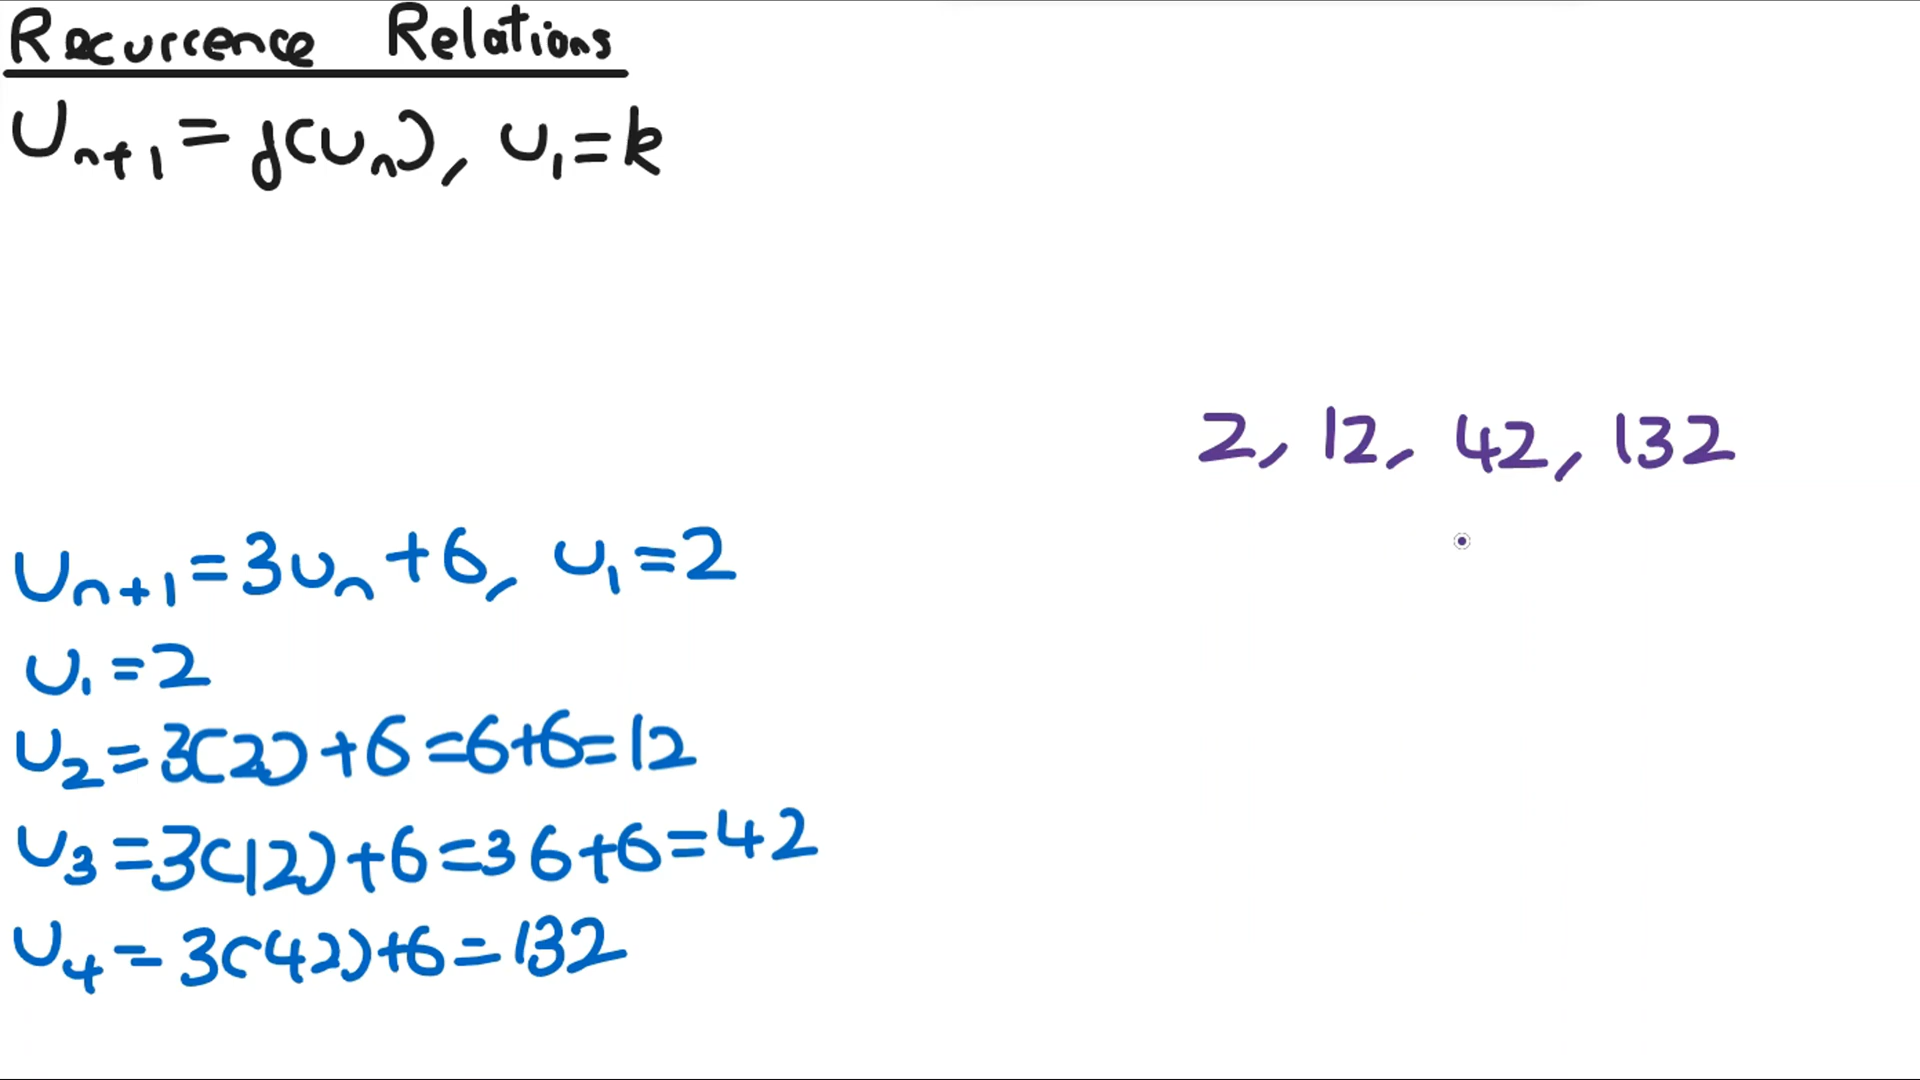 Recurrence Relations
Uₙ₊₁ = f(Uₙ), U₁ = k
2, 12, 42, 132
Uₙ₊₁ = 3Uₙ + 6, U₁ = 2
U₁ = 2
U₂ = 3(2) + 6 = 6+6 = 12
U₃ = 3(12) + 6 = 36+6 = 42
U₄ = 3(42)+6 = 132